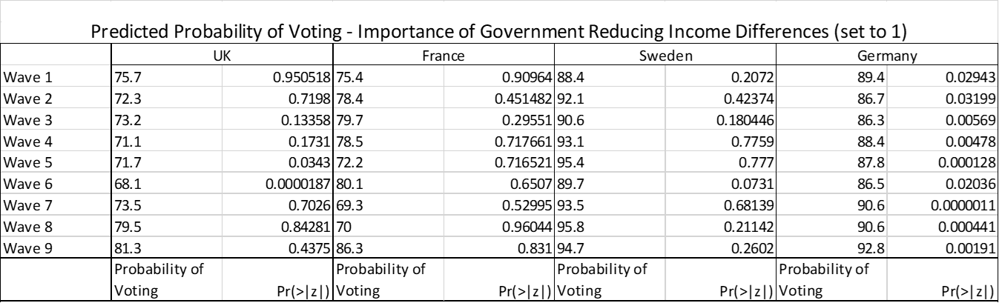 Predicted Probability of Voting - Importance of Government Reducing Income Differences (set to 1)
UK France Sweden Germany
Wave 1 75.7 0.950518 75.4 0.90964 88.4 0.2072 89.4 0.02943
Wave 2 72.3 0.7198 78.4 0.451482 92.1 0.42374 86.7 0.03199
Wave 3 73.2 0.13358 79.7 0.29551 90.6 0.180446 86.3 0.00569
Wave 4 71.1 0.1731 78.5 0.717661 93.1 0.7759 88.4 0.00478
Wave 5 71.7 0.0343 72.2 0.716521 95.4 0.777 87.8 0.000128
Wave 6 68.1 0.0000187 80.1 0.6507 89.7 0.0731 86.5 0.02036
Wave 7 73.5 0.7026 69.3 0.52995 93.5 0.68139 90.6 0.0000011
Wave 8 79.5 0.84281 70 0.96044 95.8 0.21142 90.6 0.000441
Wave 9 81.3 0.4375 86.3 0.831 94.7 0.2602 92.8 0.00191
Probability of Probability of Probability of Probability of
Voting Pr(>|z|) Voting Pr(>|z|) Voting Pr(>|z|) Voting Pr(>|z|)